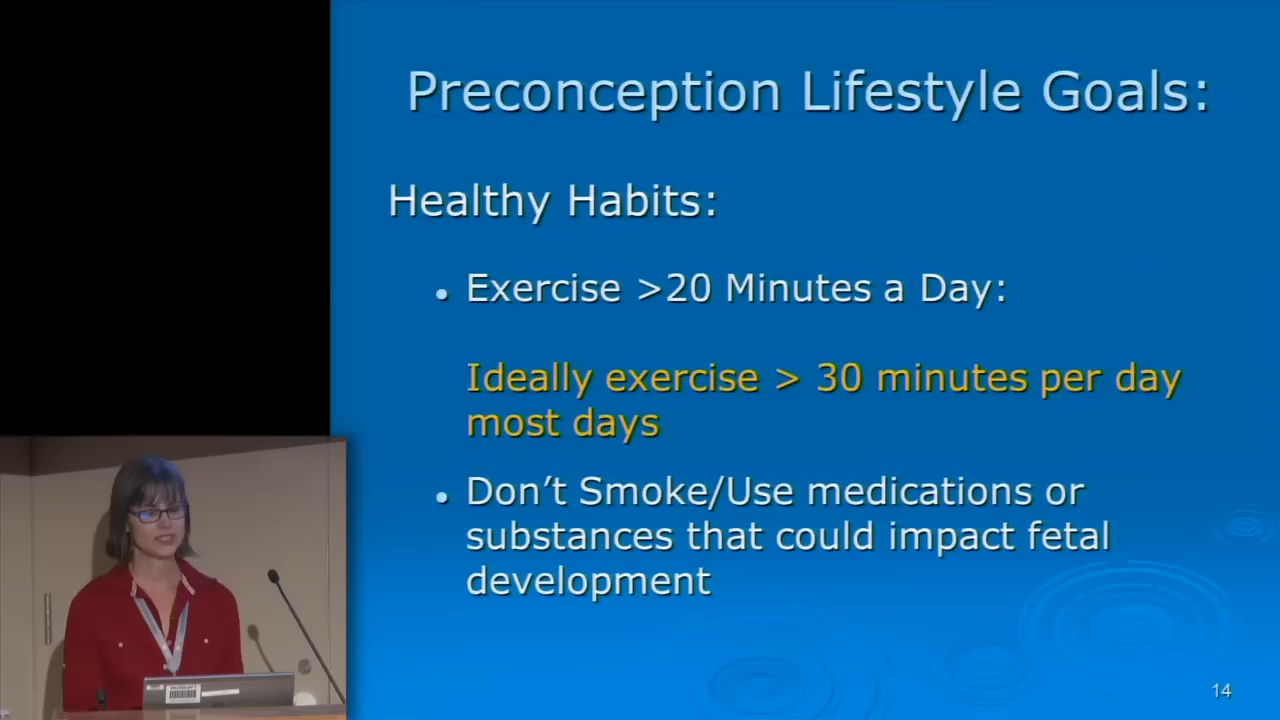 Preconception Lifestyle Goals:
Healthy Habits:
• Exercise >20 Minutes a Day:
Ideally exercise > 30 minutes per day
most days
• Don’t Smoke/Use medications or
substances that could impact fetal
development
14